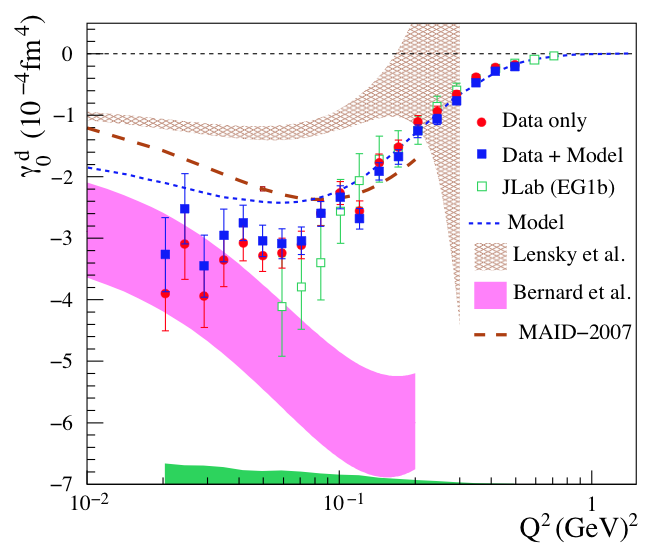 γ₀ᵈ (10⁻⁴fm⁴)
0
−1
−2
−3
−4
−5
−6
−7
10⁻²
10⁻¹
1
Q² (GeV)²
Data only
Data + Model
JLab (EG1b)
Model
Lensky et al.
Bernard et al.
MAID−2007